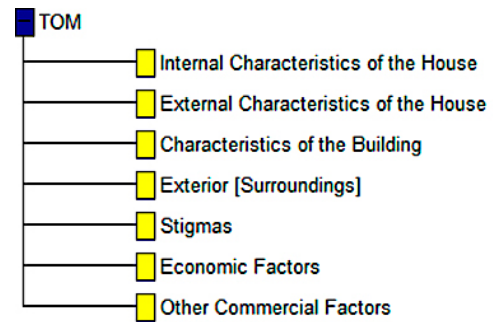 TOM
Internal Characteristics of the House
External Characteristics of the House
Characteristics of the Building
Exterior [Surroundings]
Stigmas
Economic Factors
Other Commercial Factors